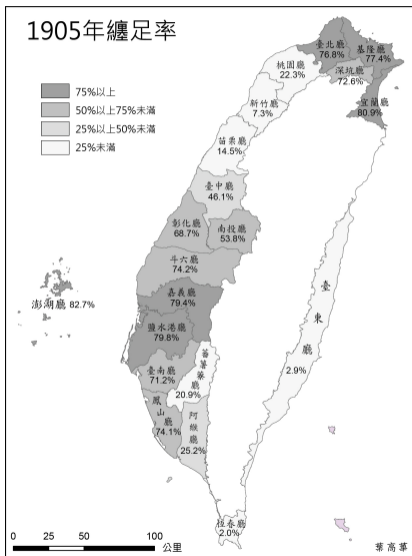 1905年纏足率
75%以上
50%以上75%未滿
25%以上50%未滿
25%未滿
臺北廳
76.8%
基隆廳
77.4%
桃園廳
22.3%
深坑廳
72.6%
宜蘭廳
80.9%
新竹廳
7.3%
苗栗廳
14.5%
臺中廳
46.1%
彰化廳
68.7%
南投廳
53.8%
斗六廳
74.2%
嘉義廳
79.4%
澎湖廳 82.7%
鹽水港廳
79.8%
臺東廳
2.9%
臺南廳
71.2%
蕃薯藔廳
20.9%
鳳山廳
74.1%
阿緱廳
25.2%
恆春廳
2.0%
0 25 50 100
公里
葉高華